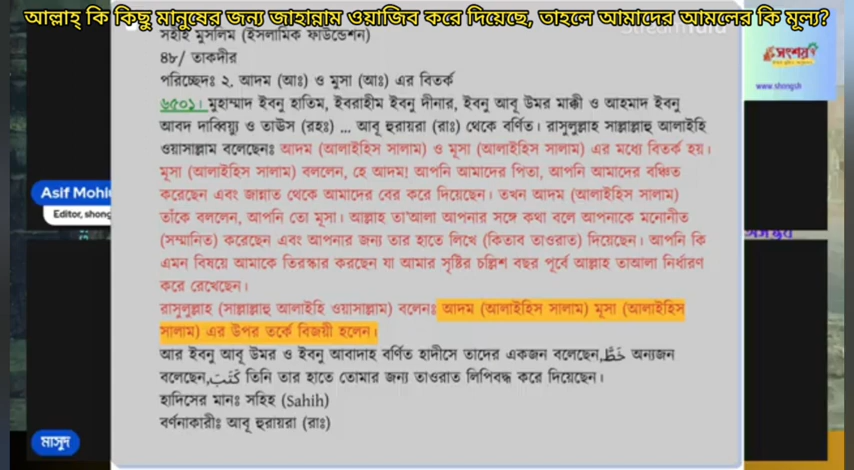 আল্লাহ্ কি কিছু মানুষের জন্য জাহান্নাম ওয়াজিব করে দিয়েছে, তাহলে আমাদের আমলের কি মূল্য?
সহীহ মুসলিম (ইসলামিক ফাউন্ডেশন)
StreamYard
৪৮/ তাকদীর
পরিচ্ছেদঃ ২. আদম (আঃ) ও মুসা (আঃ) এর বিতর্ক
৬৫০১। মুহাম্মাদ ইবনু হাতিম, ইবরাহীম ইবনু দীনার, ইবনু আবূ উমর মাক্কী ও আহমাদ ইবনু
আবদ দাব্বিয়্যু ও তাঊস (রহঃ) ... আবূ হুরায়রা (রাঃ) থেকে বর্ণিত। রাসুলুল্লাহ সাল্লাল্লাহু আলাইহি
ওয়াসাল্লাম বলেছেনঃ আদম (আলাইহিস সালাম) ও মূসা (আলাইহিস সালাম) এর মধ্যে বিতর্ক হয়।
মূসা (আলাইহিস সালাম) বললেন, হে আদম! আপনি আমাদের পিতা, আপনি আমাদের বঞ্চিত
করেছেন এবং জান্নাত থেকে আমাদের বের করে দিয়েছেন। তখন আদম (আলাইহিস সালাম)
তাঁকে বললেন, আপনি তো মূসা। আল্লাহ তা'আলা আপনার সঙ্গে কথা বলে আপনাকে মনোনীত
(সম্মানিত) করেছেন এবং আপনার জন্য তার হাতে লিখে (কিতাব তাওরাত) দিয়েছেন। আপনি কি
এমন বিষয়ে আমাকে তিরস্কার করছেন যা আমার সৃষ্টির চল্লিশ বছর পূর্বে আল্লাহ তাআলা নির্ধারণ
করে রেখেছেন।
রাসুলুল্লাহ (সাল্লাল্লাহু আলাইহি ওয়াসাল্লাম) বলেনঃ আদম (আলাইহিস সালাম) মূসা (আলাইহিস
সালাম) এর উপর তর্কে বিজয়ী হলেন।
আর ইবনু আবূ উমর ও ইবনু আবাদাহ বর্ণিত হাদীসে তাদের একজন বলেছেন,خَطَّ অন্যজন
বলেছেন,كَتَبَ তিনি তার হাতে তোমার জন্য তাওরাত লিপিবদ্ধ করে দিয়েছেন।
হাদিসের মানঃ সহিহ (Sahih)
বর্ণনাকারীঃ আবূ হুরায়রা (রাঃ)
Asif Mohi
Editor, shong
সংশয়
www.shongsh
মাসুদ